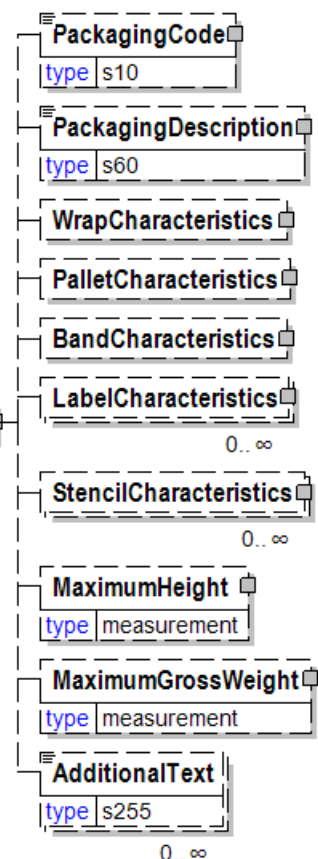 PackagingCode
type s10
PackagingDescription
type s60
WrapCharacteristics
PalletCharacteristics
BandCharacteristics
LabelCharacteristics
0.. ∞
StencilCharacteristics
0.. ∞
MaximumHeight
type measurement
MaximumGrossWeight
type measurement
AdditionalText
type s255
0.. ∞